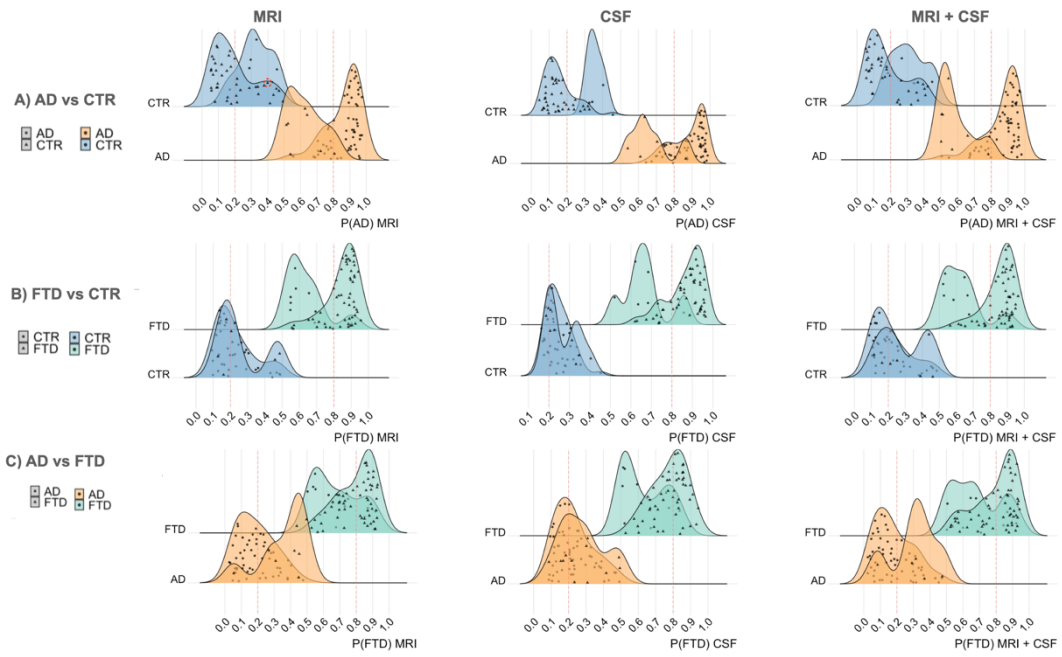 MRI CSF MRI + CSF
A) AD vs CTR
AD AD
CTR CTR
CTR CTR CTR
AD AD AD
0.0 0.1 0.2 0.3 0.4 0.5 0.6 0.7 0.8 0.9 1.0 0.0 0.1 0.2 0.3 0.4 0.5 0.6 0.7 0.8 0.9 1.0 0.0 0.1 0.2 0.3 0.4 0.5 0.6 0.7 0.8 0.9 1.0
P(AD) MRI P(AD) CSF P(AD) MRI + CSF
B) FTD vs CTR
CTR CTR
FTD FTD
FTD FTD FTD
CTR CTR CTR
0.0 0.1 0.2 0.3 0.4 0.5 0.6 0.7 0.8 0.9 1.0 0.0 0.1 0.2 0.3 0.4 0.5 0.6 0.7 0.8 0.9 1.0 0.0 0.1 0.2 0.3 0.4 0.5 0.6 0.7 0.8 0.9 1.0
P(FTD) MRI P(FTD) CSF P(FTD) MRI + CSF
C) AD vs FTD
AD AD
FTD FTD
FTD FTD FTD
AD AD AD
0.0 0.1 0.2 0.3 0.4 0.5 0.6 0.7 0.8 0.9 1.0 0.0 0.1 0.2 0.3 0.4 0.5 0.6 0.7 0.8 0.9 1.0 0.0 0.1 0.2 0.3 0.4 0.5 0.6 0.7 0.8 0.9 1.0
P(FTD) MRI P(FTD) CSF P(FTD) MRI + CSF